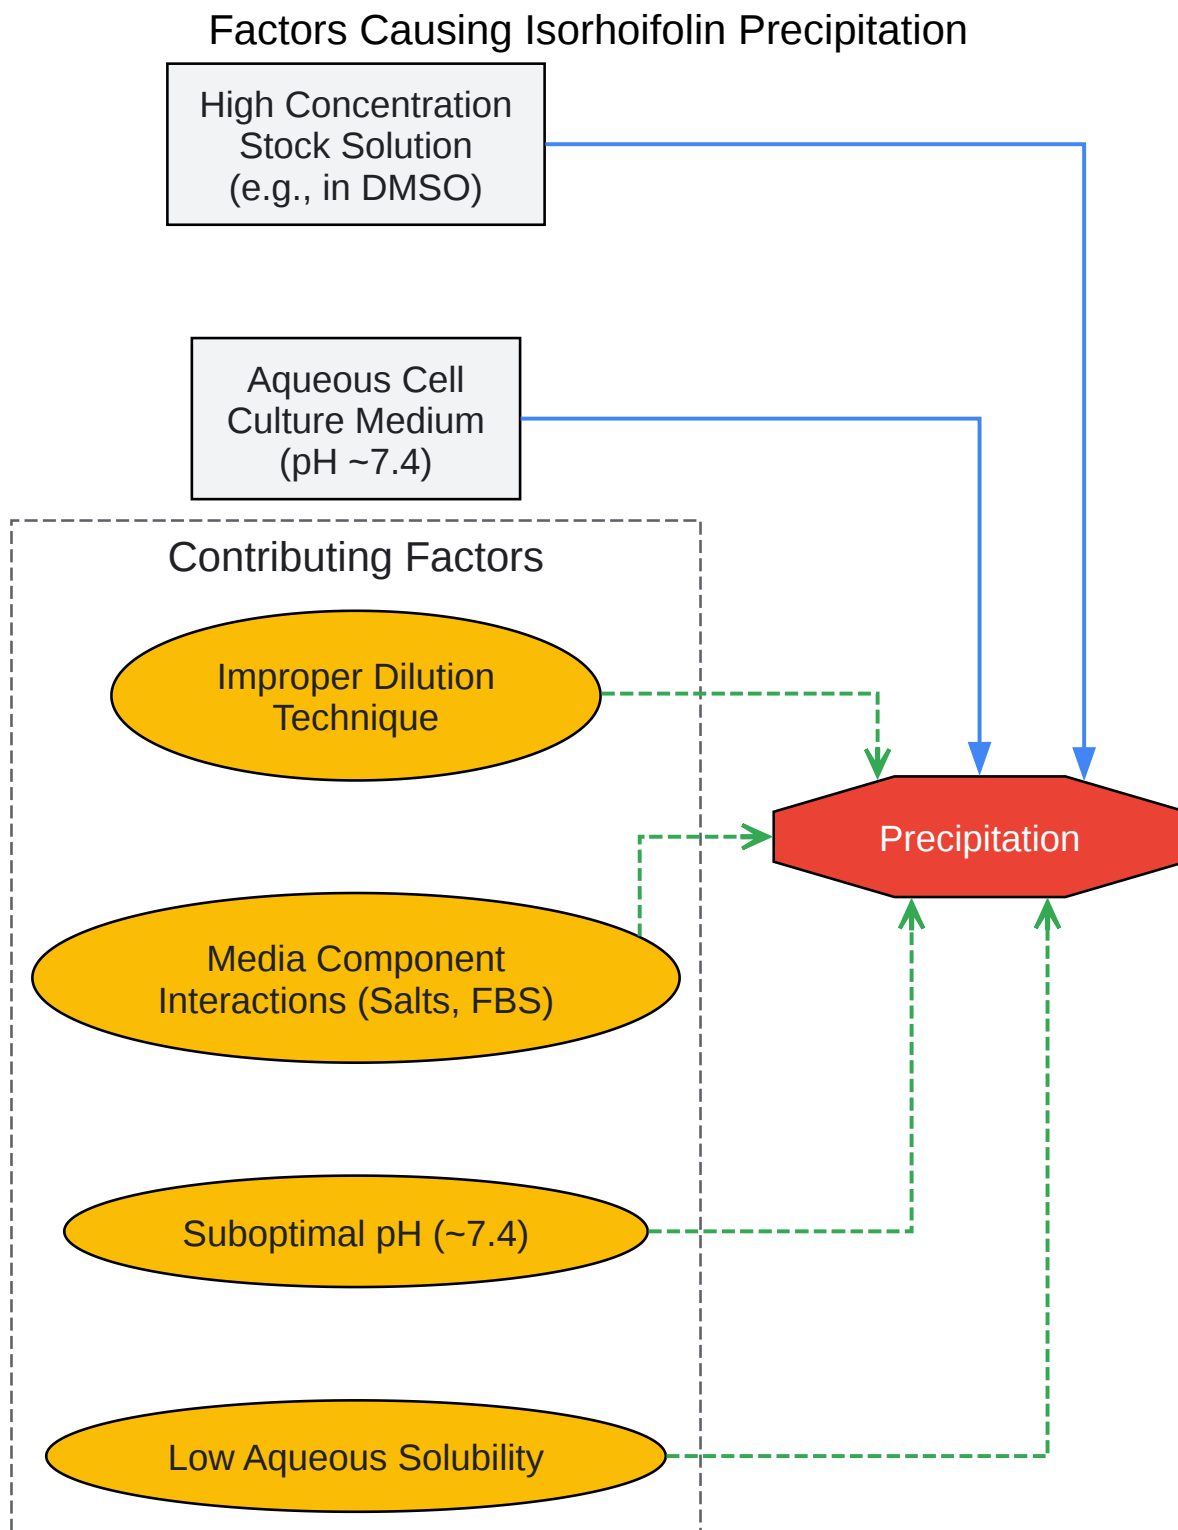 Factors Causing Isorhoifolin Precipitation
High Concentration
Stock Solution
(e.g., in DMSO)
Aqueous Cell
Culture Medium
(pH ~7.4)
Contributing Factors
Improper Dilution
Technique
Precipitation
Media Component
Interactions (Salts, FBS)
Suboptimal pH (~7.4)
Low Aqueous Solubility